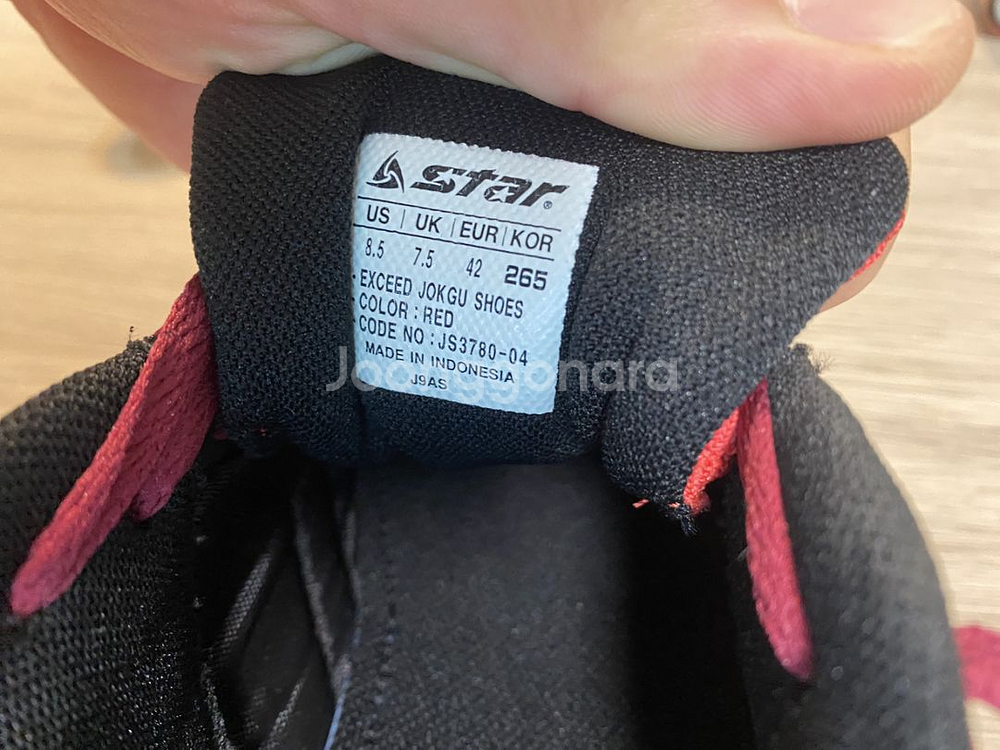 star®
US | UK | EUR | KOR
8.5 7.5 42 265
·EXCEED JOKGU SHOES
·COLOR : RED
·CODE NO : JS3780-04
MADE IN INDONESIA
J9AS
Joonggonara